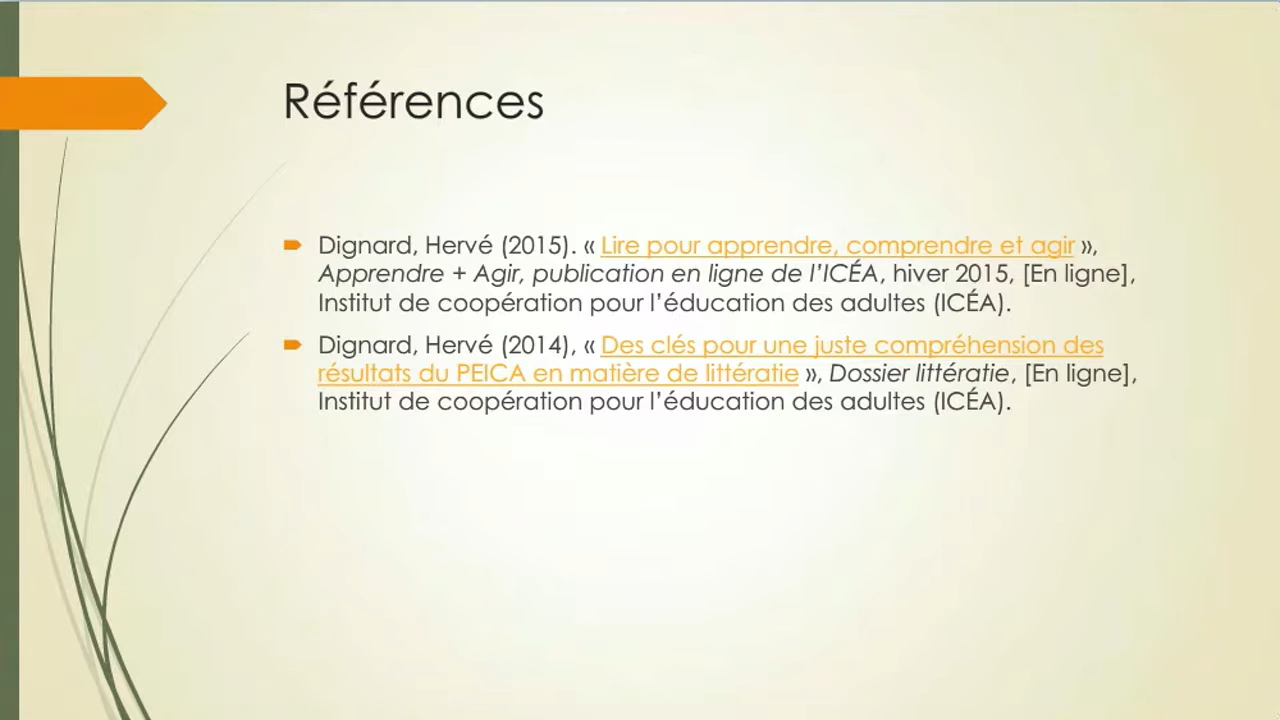 Références
Dignard, Hervé (2015). « Lire pour apprendre, comprendre et agir »,
Apprendre + Agir, publication en ligne de l’ICÉA, hiver 2015, [En ligne],
Institut de coopération pour l’éducation des adultes (ICÉA).
Dignard, Hervé (2014), « Des clés pour une juste compréhension des
résultats du PEICA en matière de littératie », Dossier littératie, [En ligne],
Institut de coopération pour l’éducation des adultes (ICÉA).